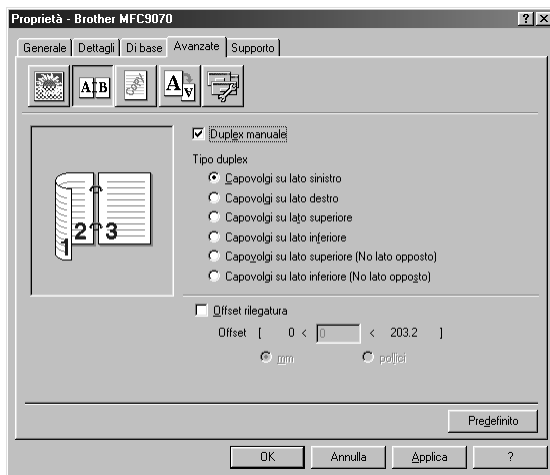 Proprietà - Brother MFC9070
? ×
Generale Dettagli Di base Avanzate Supporto
A B
copy
A v
Duplex manuale
Tipo duplex
1 2 3
Capovolgi su lato sinistro
Capovolgi su lato destro
Capovolgi su lato superiore
Capovolgi su lato inferiore
Capovolgi su lato superiore (No lato opposto)
Capovolgi su lato inferiore (No lato opposto)
Offset rilegatura
Offset [ 0 < 0 < 203.2 ]
mm pollici
Predefinito
OK Annulla Applica ?